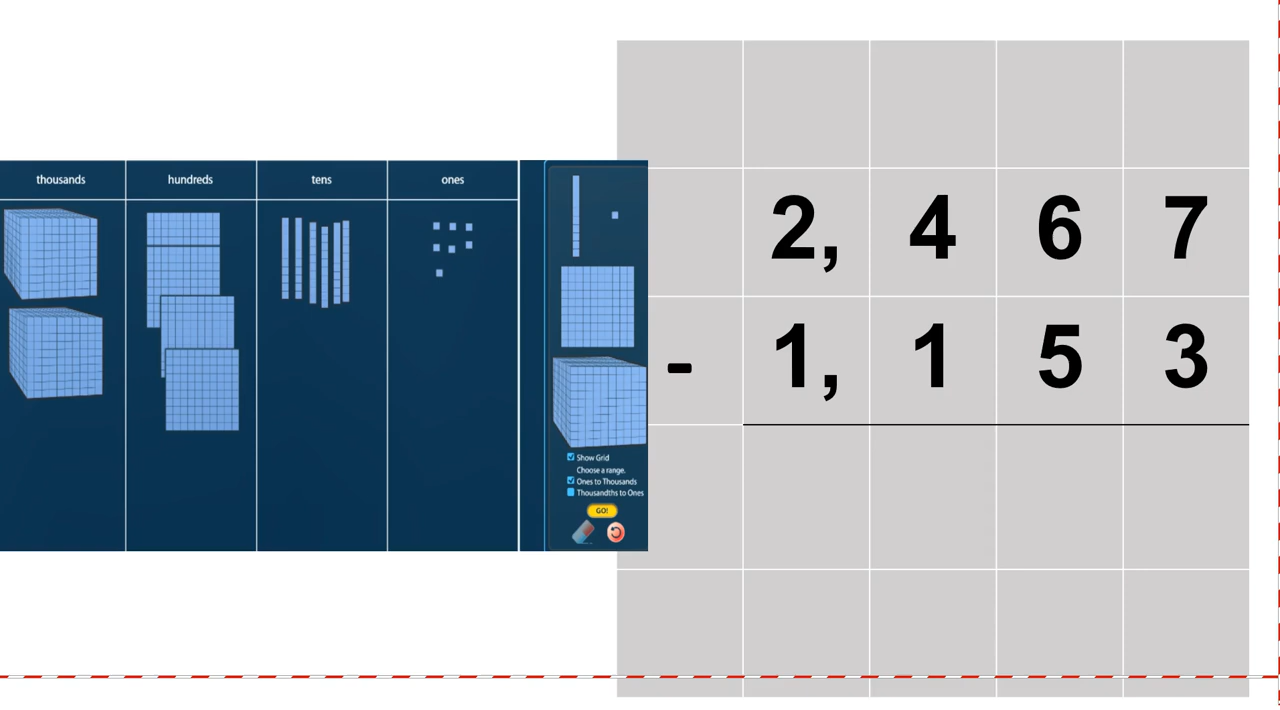 thousands hundreds tens ones
2, 4 6 7
- 1, 1 5 3
Show Grid
Choose a range.
Ones to Thousands
Thousandths to Ones
GO!